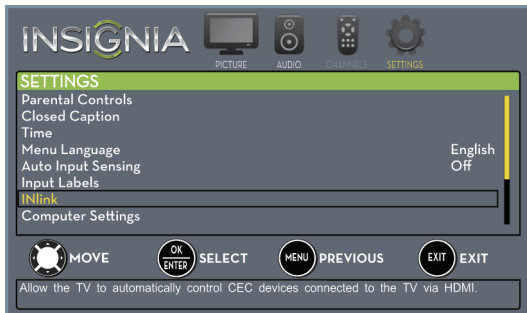 INSIGNIA
PICTURE AUDIO CHANNELS SETTINGS
SETTINGS
Parental Controls
Closed Caption
Time
Menu Language English
Auto Input Sensing Off
Input Labels
INlink
Computer Settings
MOVE OK ENTER SELECT MENU PREVIOUS EXIT EXIT
Allow the TV to automatically control CEC devices connected to the TV via HDMI.